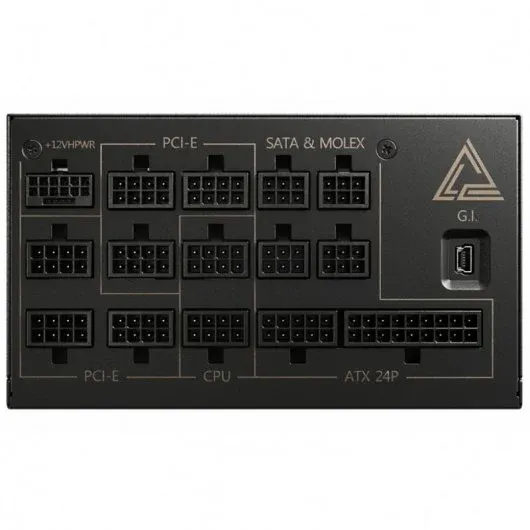 +12VHPWR
PCI-E
SATA & MOLEX
G.I.
PCI-E
CPU
ATX 24P